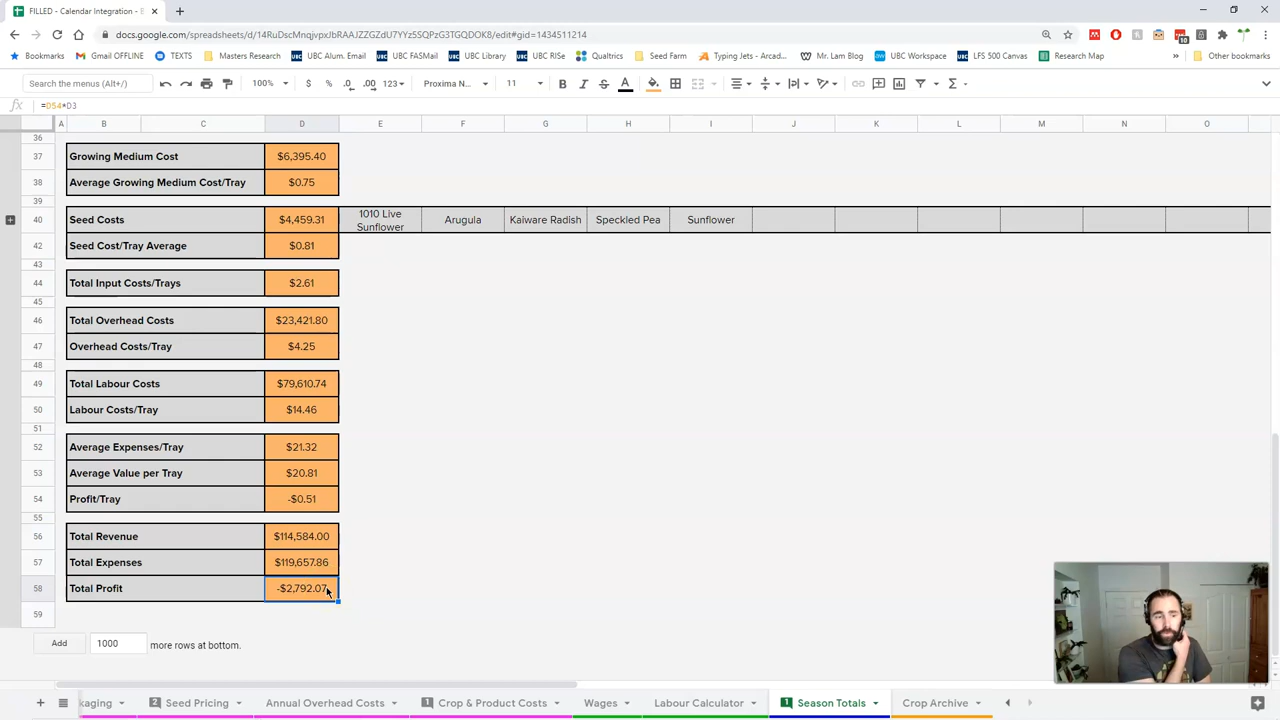 FILLED - Calendar Integration - E
docs.google.com/spreadsheets/d/14RuDscMnqjvpxJbRAAJZZGZdU7YYz5SQPzG3TGQDOK8/edit#gid=1434511214
Bookmarks Gmail OFFLINE TEXTS Masters Research UBC Alum. Email UBC FASMail UBC Library UBC RISe Qualtrics Seed Farm Typing Jets - Arcad... Mr. Lam Blog UBC Workspace LFS 500 Canvas Research Map Other bookmarks
Search the menus (Alt+/) 100% $ % .0 .00 123 Proxima N... 11 B I S A
fx =D54*D3
A B C D E F G H I J K L M N O
36
37 Growing Medium Cost $6,395.40
38 Average Growing Medium Cost/Tray $0.75
39
40 Seed Costs $4,459.31 1010 Live Sunflower Arugula Kaiware Radish Speckled Pea Sunflower
42 Seed Cost/Tray Average $0.81
43
44 Total Input Costs/Trays $2.61
45
46 Total Overhead Costs $23,421.80
47 Overhead Costs/Tray $4.25
48
49 Total Labour Costs $79,610.74
50 Labour Costs/Tray $14.46
51
52 Average Expenses/Tray $21.32
53 Average Value per Tray $20.81
54 Profit/Tray -$0.51
55
56 Total Revenue $114,584.00
57 Total Expenses $119,657.86
58 Total Profit -$2,792.07
59
Add 1000 more rows at bottom.
kaging 2 Seed Pricing Annual Overhead Costs 1 Crop & Product Costs Wages Labour Calculator 1 Season Totals Crop Archive